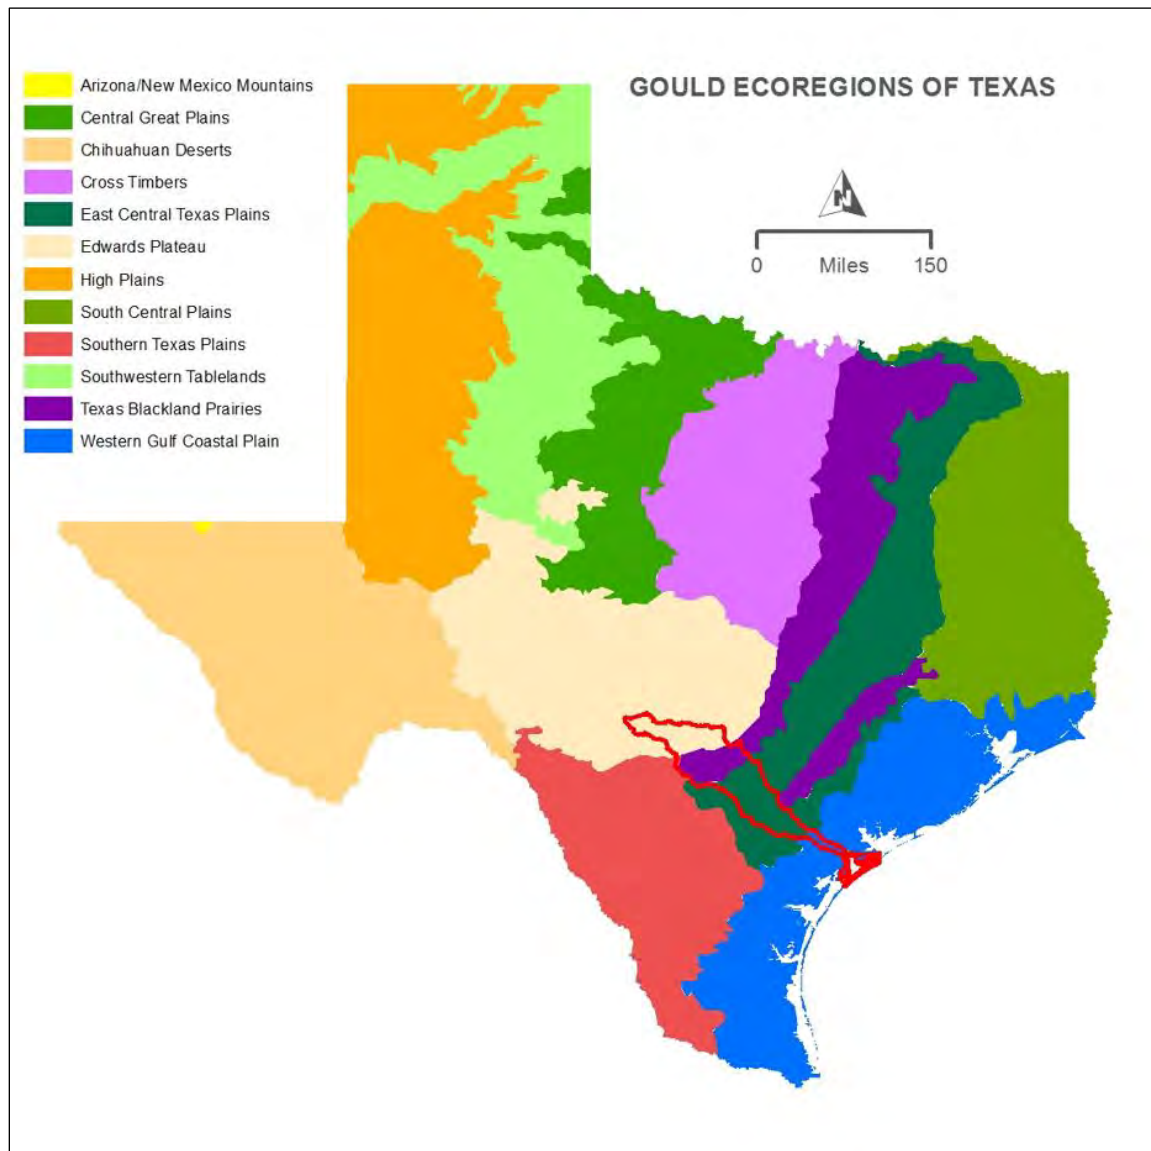 GOULD ECOREGIONS OF TEXAS
Arizona/New Mexico Mountains
Central Great Plains
Chihuahuan Deserts
Cross Timbers
East Central Texas Plains
Edwards Plateau
High Plains
South Central Plains
Southern Texas Plains
Southwestern Tablelands
Texas Blackland Prairies
Western Gulf Coastal Plain
N
0 Miles 150